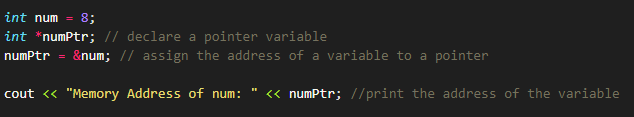 int num = 8;
int *numPtr; // declare a pointer variable
numPtr = &num; // assign the address of a variable to a pointer
cout << "Memory Address of num: " << numPtr; //print the address of the variable